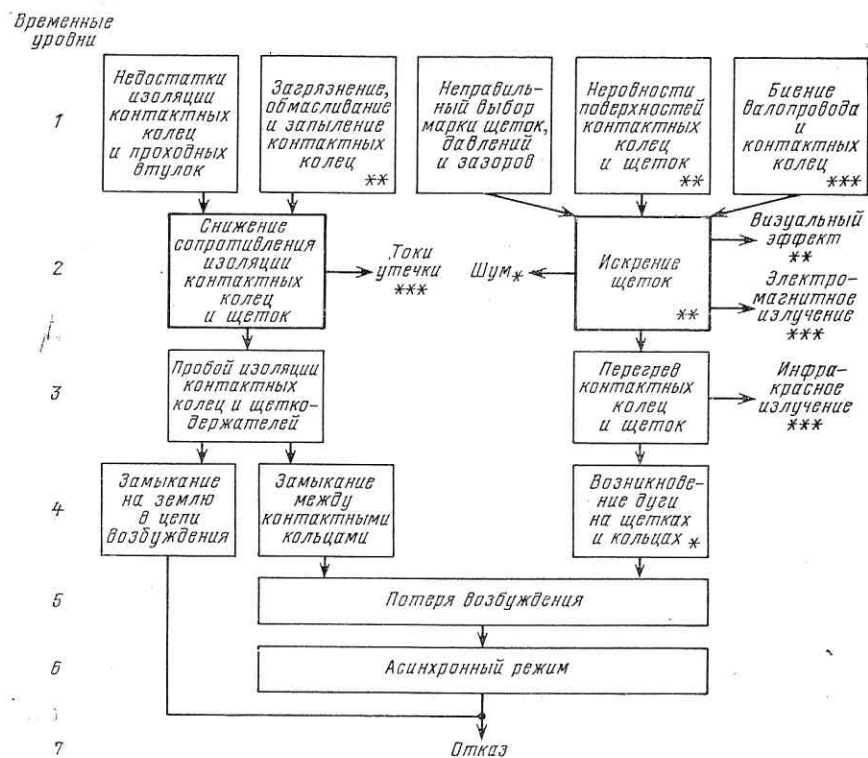 Временные
уровни
1
Недостатки
изоляции
контактных
колец
и проходных
втулок
Загрязнение,
обмасливание
и запыление
контактных
колец
**
Неправиль-
ный выбор
марки щеток,
давлений
и зазоров
Неровности
поверхностей
контактных
колец
и щеток
**
Биение
валопровода
и
контактных
колец
***
2
Снижение
сопротивления
изоляции
контактных
колец
и щеток
Токи
утечки
***
Шум*
Искрение
щеток
**
Визуальный
эффект
**
Электро-
магнитное
излучение
***
3
Пробой изоляции
контактных
колец и щетко-
держателей
Перегрев
контактных
колец
и щеток
Инфра-
красное
излучение
***
4
Замыкание
на землю
в цепи
возбуждения
Замыкание
между
контактными
кольцами
Возникнове-
ение дуги
на щетках
и кольцах *
5
Потеря возбуждения
6
Асинхронный режим
7
Отказ